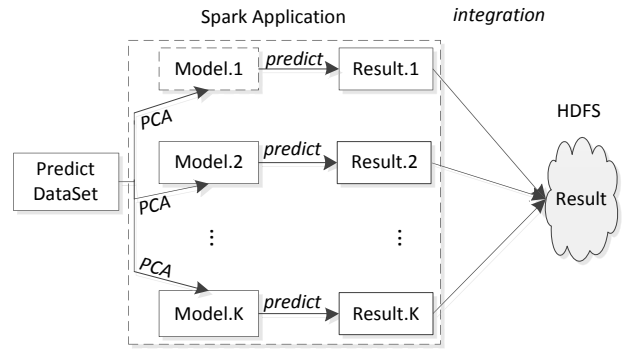 Spark Application
integration
Model.1
predict
Result.1
PCA
HDFS
Predict
DataSet
Model.2
predict
Result.2
PCA
Result
⋮
⋮
PCA
Model.K
predict
Result.K